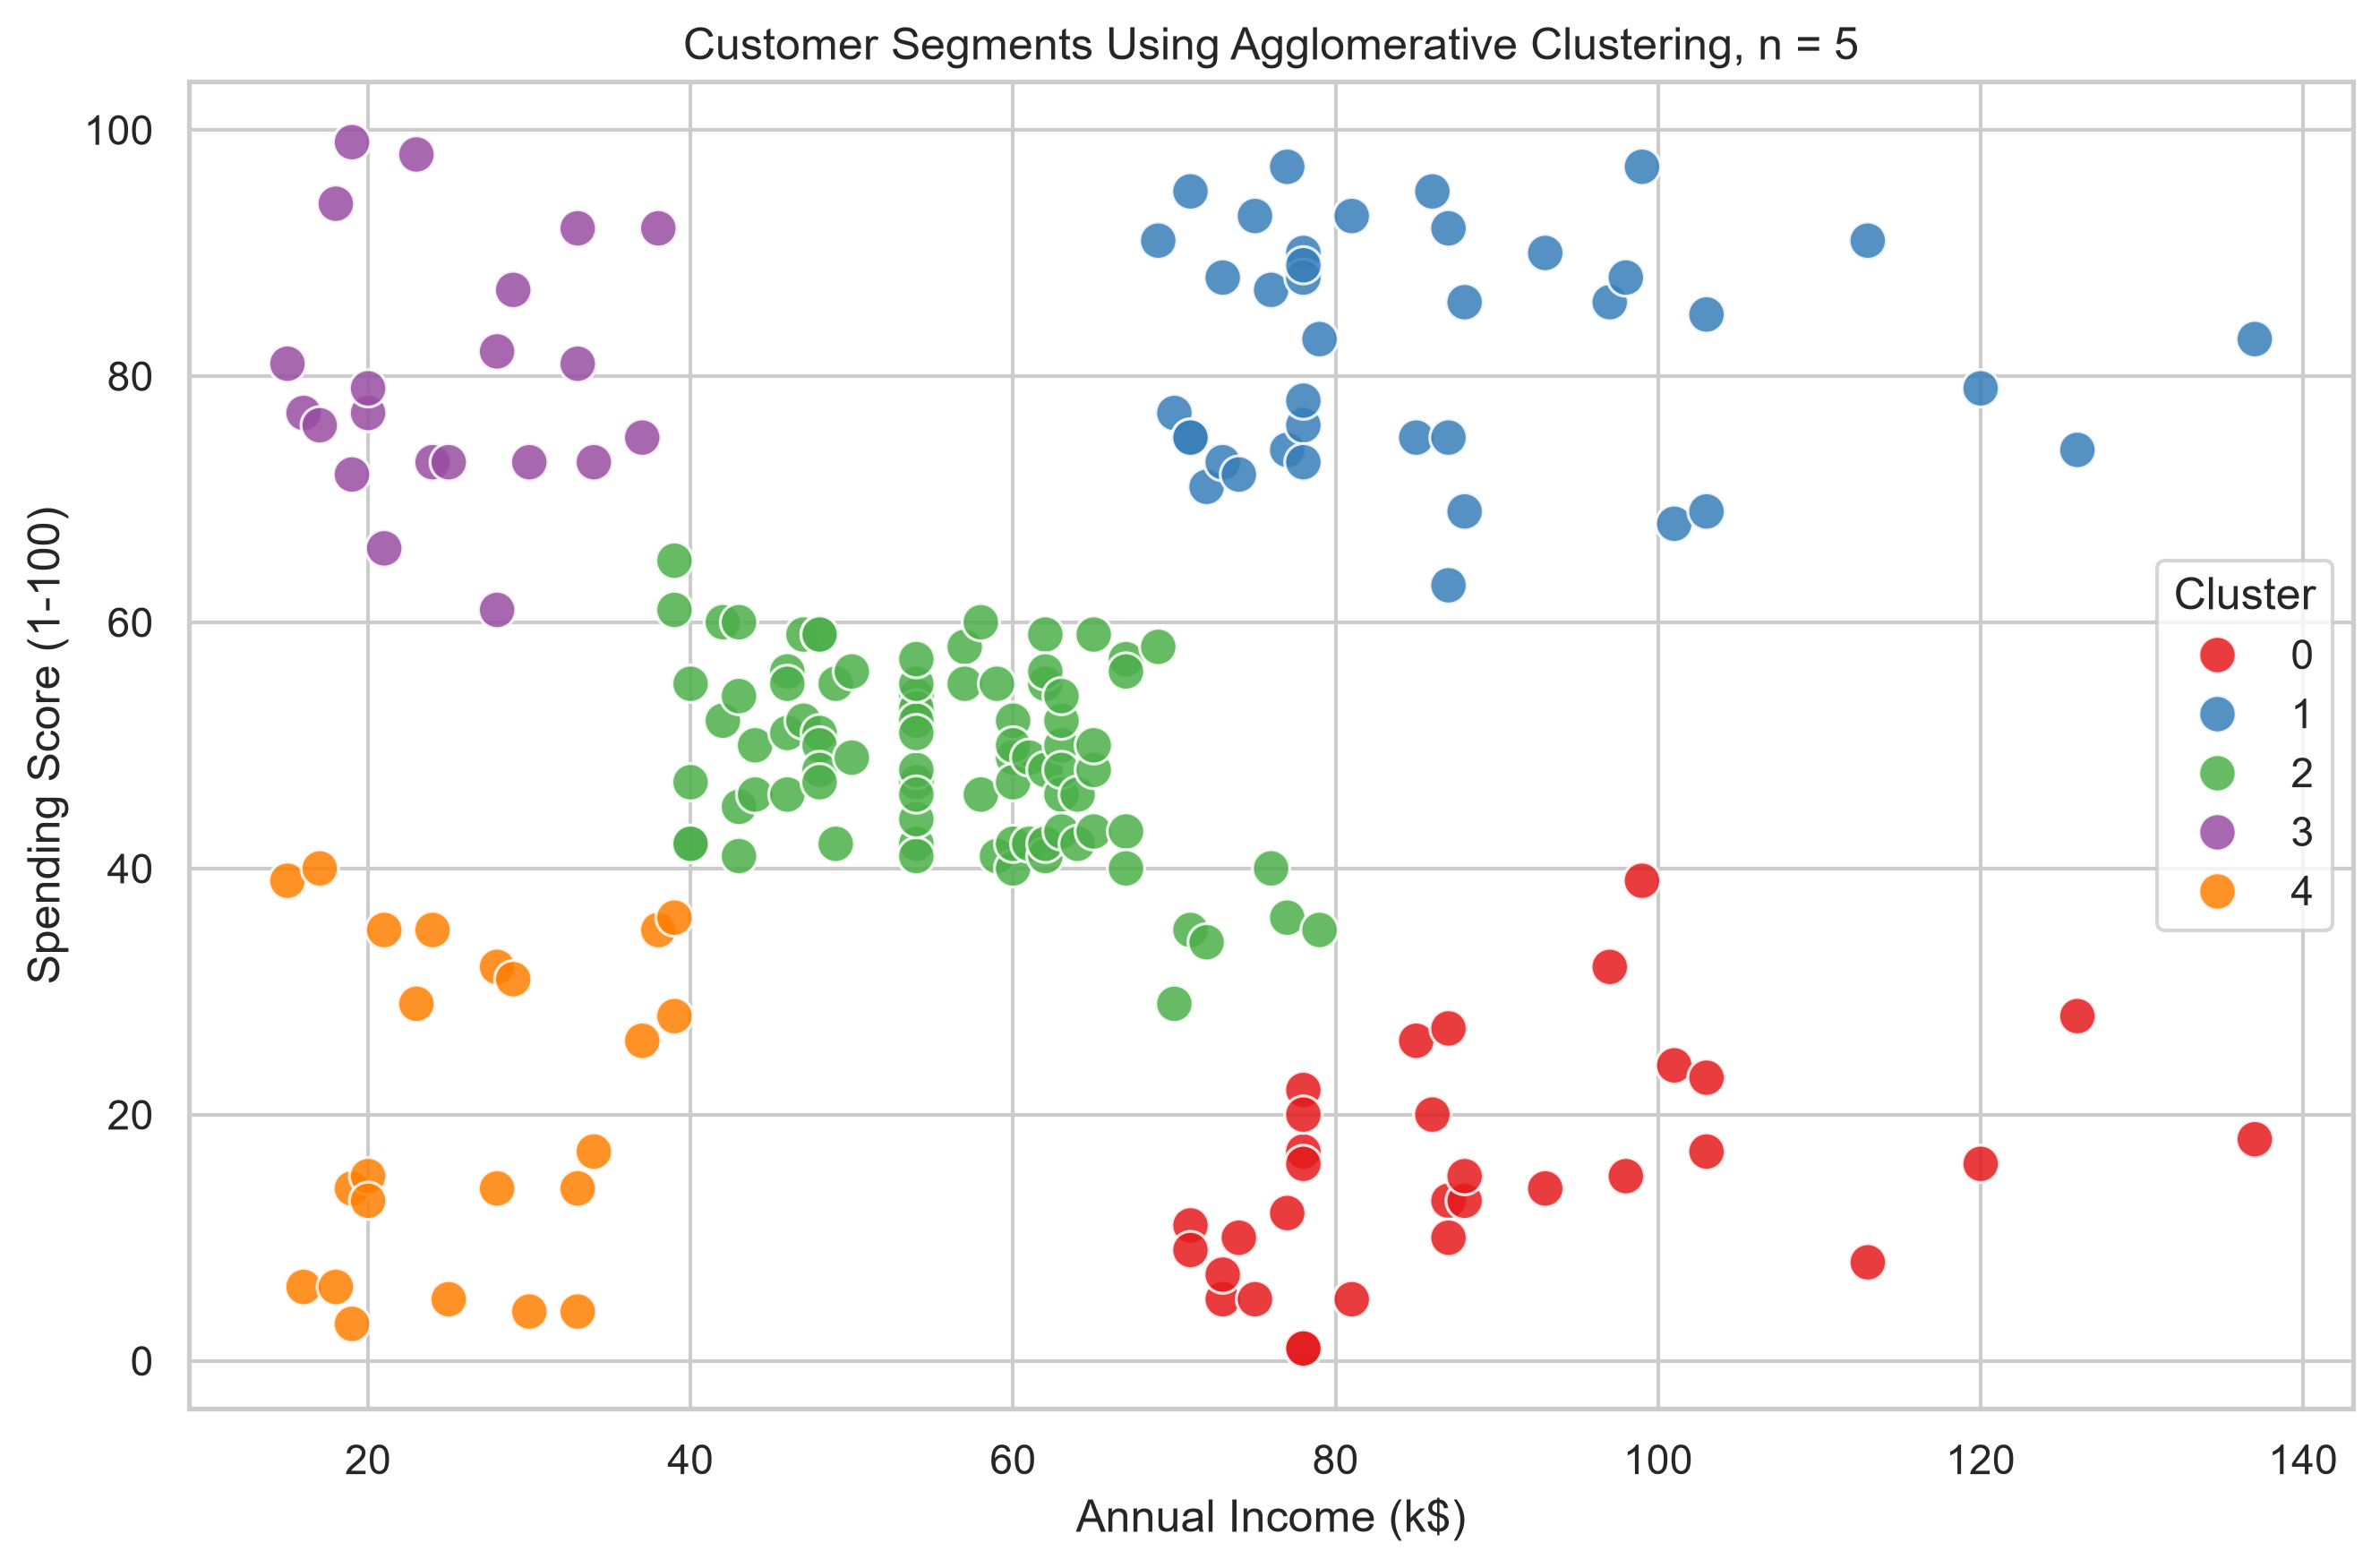 Customer Segments Using Agglomerative Clustering, n = 5
100
80
60
40
20
0
Spending Score (1-100)
Cluster
0
1
2
3
4
20 40 60 80 100 120 140
Annual Income (k$)